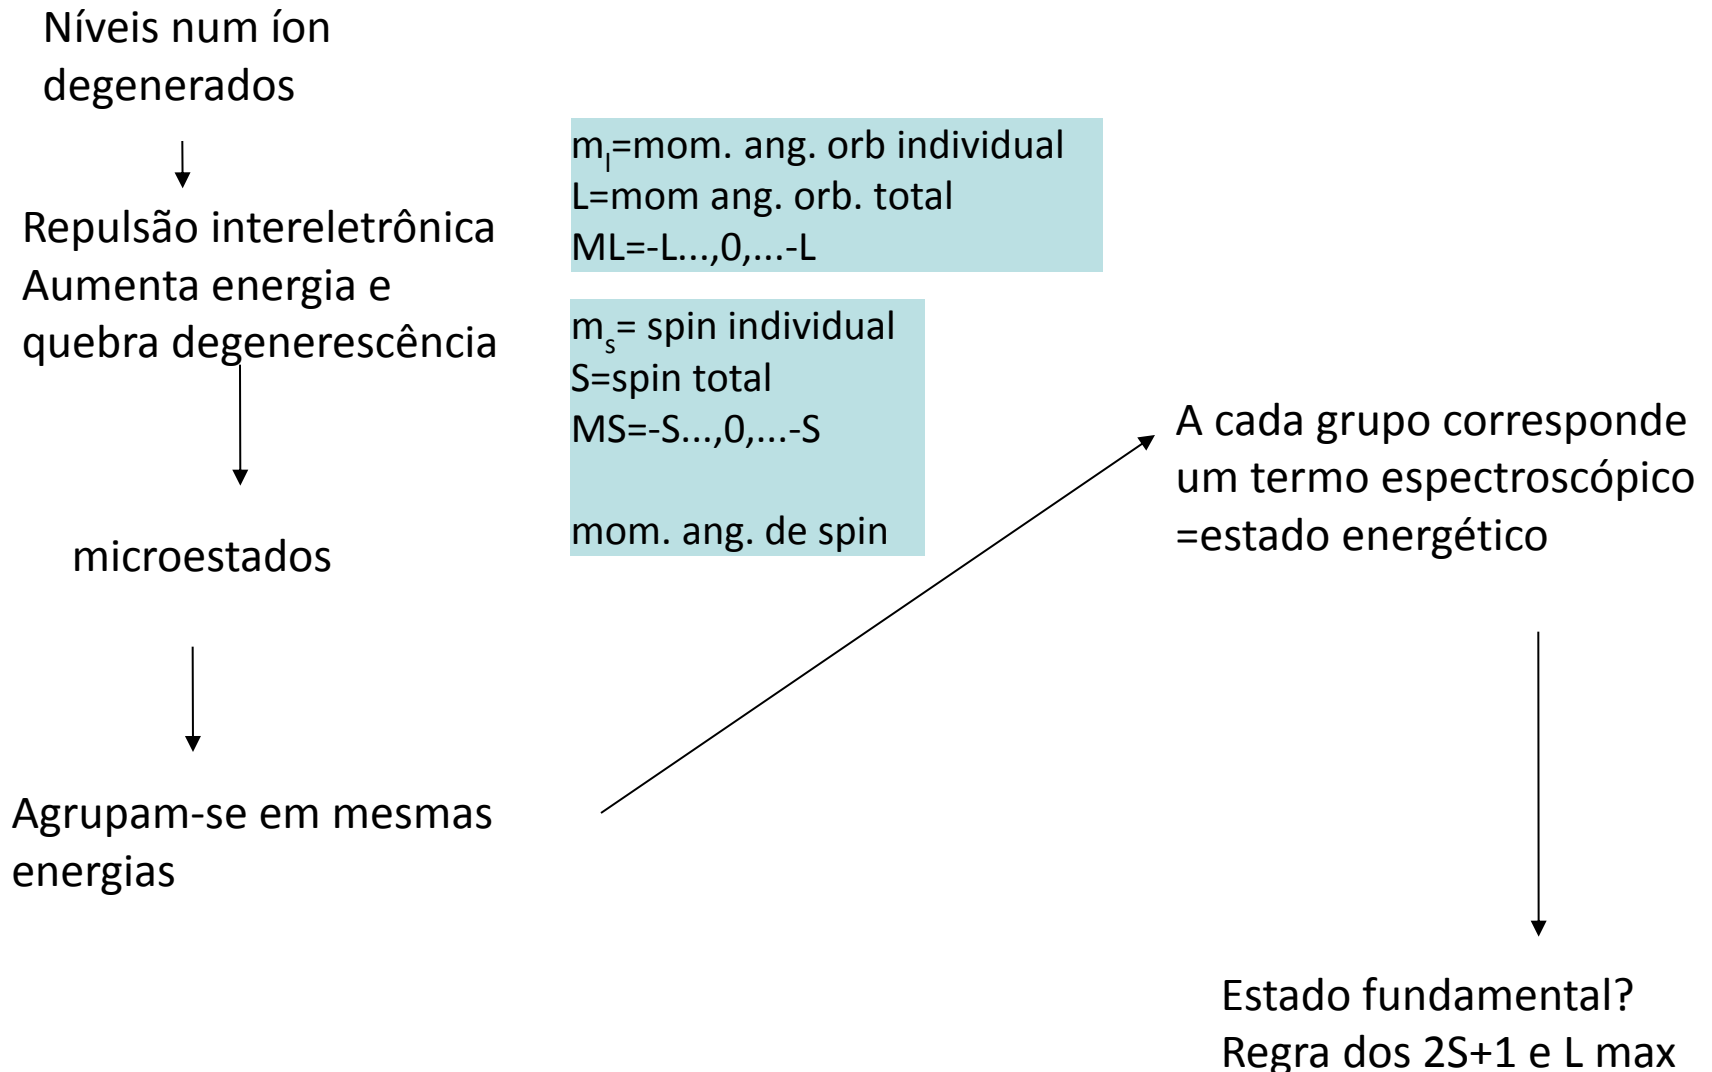 Níveis num íon
degenerados
Repulsão intereletrônica
Aumenta energia e
quebra degenerescência
microestados
Agrupam-se em mesmas
energias
mₗ=mom. ang. orb individual
L=mom ang. orb. total
ML=-L...,0,...-L
mₛ= spin individual
S=spin total
MS=-S...,0,...-S
mom. ang. de spin
A cada grupo corresponde
um termo espectroscópico
=estado energético
Estado fundamental?
Regra dos 2S+1 e L max